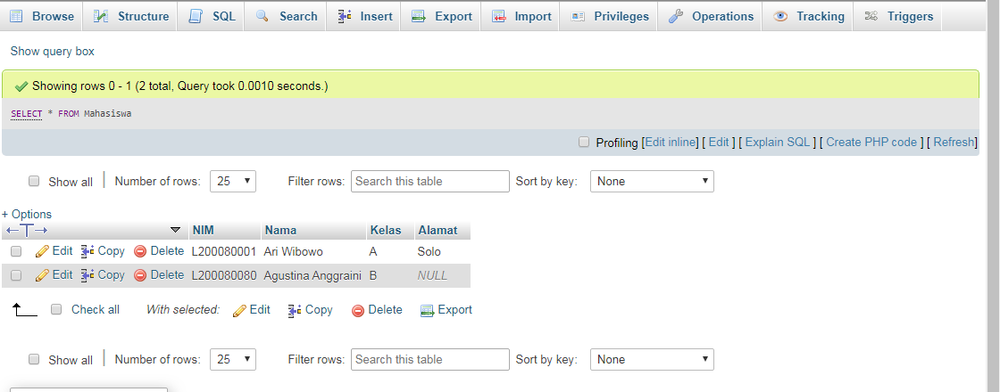 Browse Structure SQL Search Insert Export Import Privileges Operations Tracking Triggers
Show query box
Showing rows 0 - 1 (2 total, Query took 0.0010 seconds.)
SELECT * FROM Mahasiswa
Profiling [Edit inline] [ Edit ] [ Explain SQL ] [ Create PHP code ] [ Refresh]
Show all | Number of rows: 25 Filter rows: Search this table Sort by key: None
+ Options
←T→ NIM Nama Kelas Alamat
Edit Copy Delete L200080001 Ari Wibowo A Solo
Edit Copy Delete L200080080 Agustina Anggraini B NULL
Check all With selected: Edit Copy Delete Export
Show all | Number of rows: 25 Filter rows: Search this table Sort by key: None